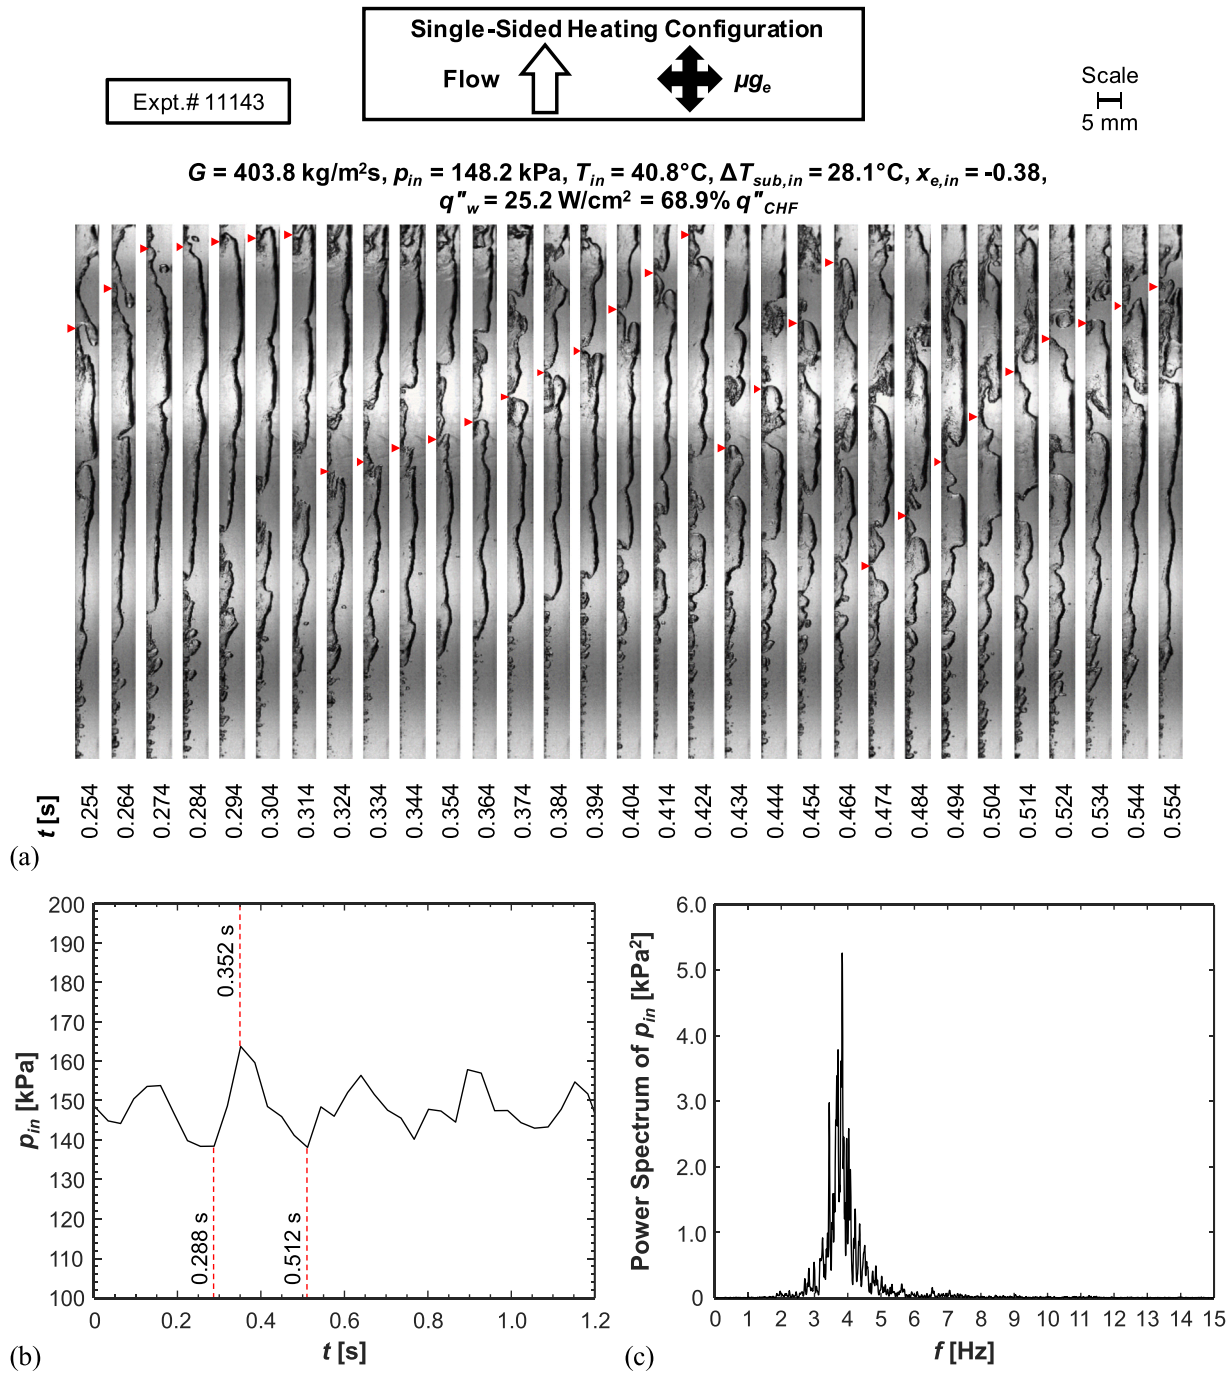 Single-Sided Heating Configuration
Flow
μgₑ
Expt.# 11143
Scale
5 mm
G = 403.8 kg/m²s, p_in = 148.2 kPa, T_in = 40.8°C, ΔT_sub,in = 28.1°C, x_e,in = -0.38,
q"_w = 25.2 W/cm² = 68.9% q"_CHF
t [s]
0.254
0.264
0.274
0.284
0.294
0.304
0.314
0.324
0.334
0.344
0.354
0.364
0.374
0.384
0.394
0.404
0.414
0.424
0.434
0.444
0.454
0.464
0.474
0.484
0.494
0.504
0.514
0.524
0.534
0.544
0.554
(a)
p_in [kPa]
200
190
180
170
160
150
140
130
120
110
100
0.352 s
0.288 s
0.512 s
0 0.2 0.4 0.6 0.8 1.0 1.2
t [s]
(b)
Power Spectrum of p_in [kPa²]
6.0
5.0
4.0
3.0
2.0
1.0
0
0 1 2 3 4 5 6 7 8 9 10 11 12 13 14 15
f [Hz]
(c)